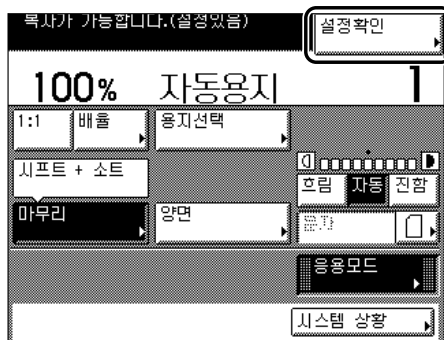 복사가 가능합니다.(설정있음)
설정확인
100% 자동용지 1
1:1 배율 용지선택
시프트 + 소트
흐림 자동 진함
마무리 양면 문자
응용모드
시스템 상황